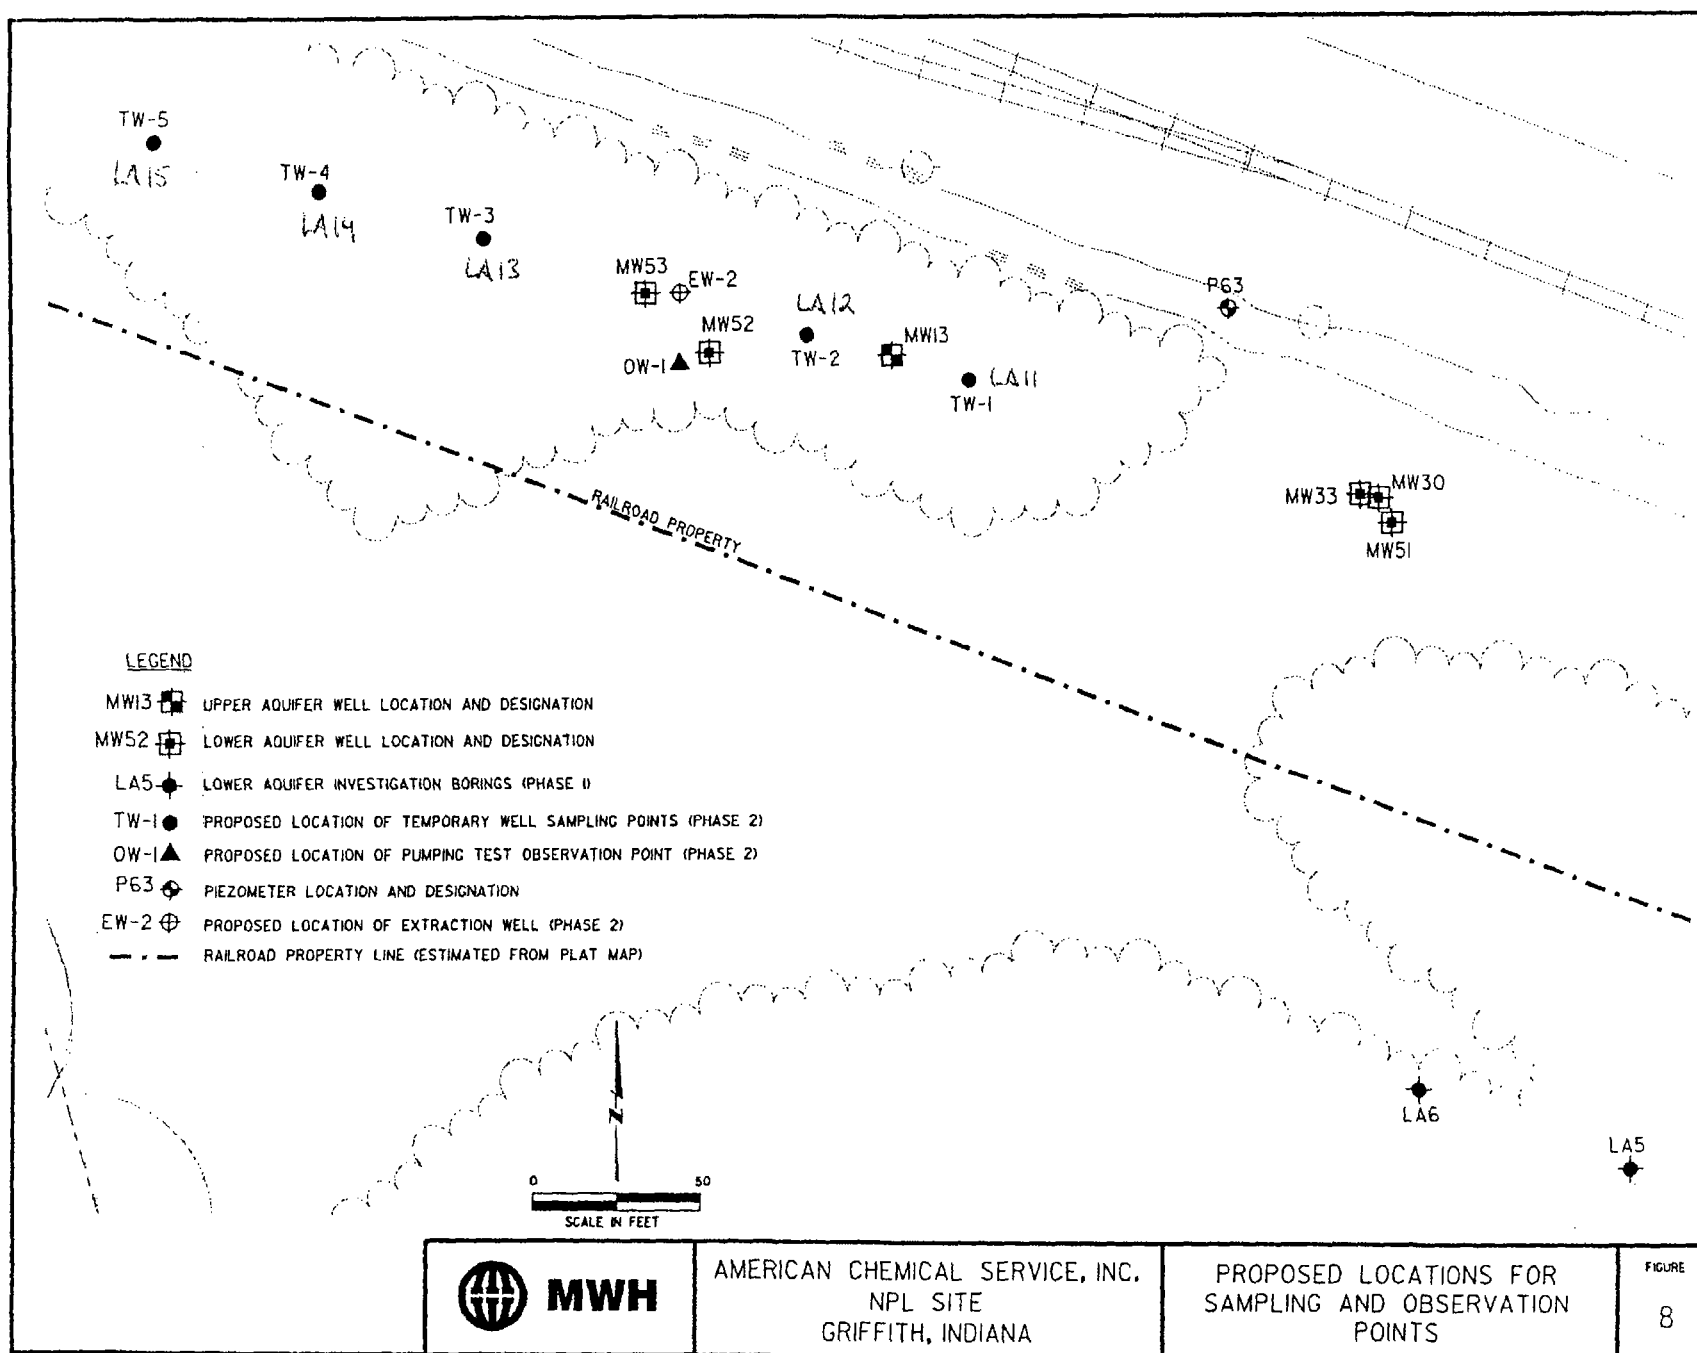 TW-5
LA15
TW-4
LA14
TW-3
LA13
MW53
EW-2
LA12
MW52
OW-1
TW-2
MW13
LA11
TW-1
P63
MW33
MW30
MW51
RAILROAD PROPERTY
LEGEND
MW13 UPPER AQUIFER WELL LOCATION AND DESIGNATION
MW52 LOWER AQUIFER WELL LOCATION AND DESIGNATION
LA5 LOWER AQUIFER INVESTIGATION BORINGS (PHASE 1)
TW-1 PROPOSED LOCATION OF TEMPORARY WELL SAMPLING POINTS (PHASE 2)
OW-1 PROPOSED LOCATION OF PUMPING TEST OBSERVATION POINT (PHASE 2)
P63 PIEZOMETER LOCATION AND DESIGNATION
EW-2 PROPOSED LOCATION OF EXTRACTION WELL (PHASE 2)
RAILROAD PROPERTY LINE (ESTIMATED FROM PLAT MAP)
N
LA6
LA5
0 50
SCALE IN FEET
MWH
AMERICAN CHEMICAL SERVICE, INC.
NPL SITE
GRIFFITH, INDIANA
PROPOSED LOCATIONS FOR
SAMPLING AND OBSERVATION
POINTS
FIGURE
8